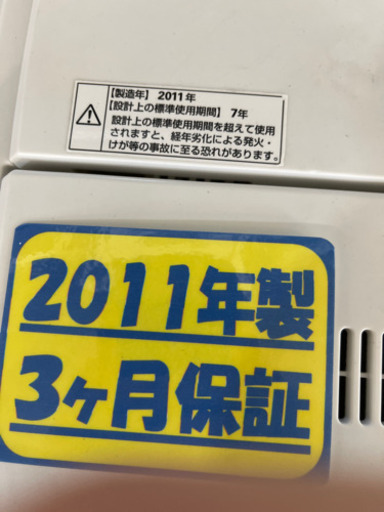 【製造年】2011年
【設計上の標準使用期間】7年
設計上の標準使用期間を超えて使用
されますと、経年劣化による発火・
けが等の事故に至る恐れがあります。
2011年製
3ヶ月保証